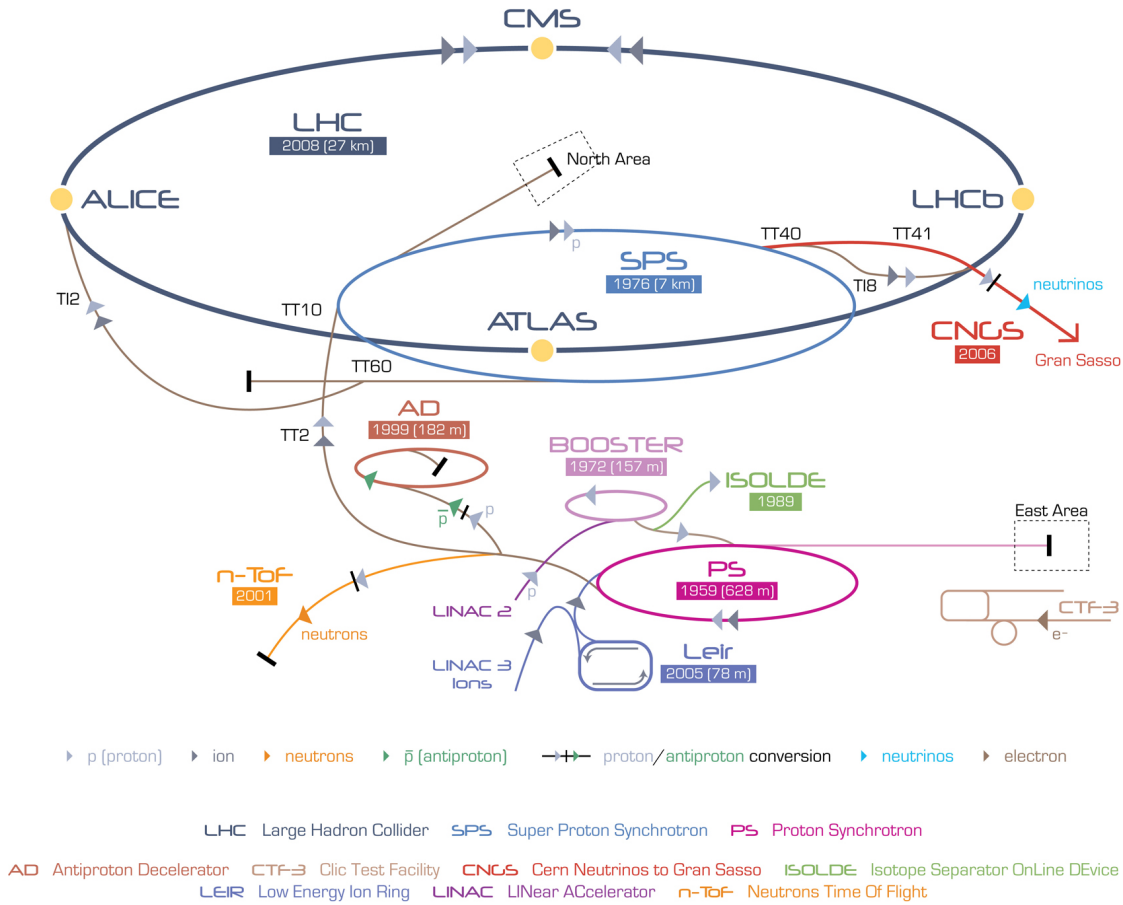 CMS
LHC
2008 (27 km)
North Area
ALICE
LHCb
TT40
TT41
p
SPS
1976 (7 km)
TI8
TI2
neutrinos
TT10
ATLAS
CNGS
2006
Gran Sasso
TT60
AD
1999 (182 m)
TT2
BOOSTER
1972 (157 m)
ISOLDE
1989
p̄
p
East Area
n-ToF
2001
PS
1959 (628 m)
p
LINAC 2
CTF-3
neutrons
e-
LINAC 3
Ions
Leir
2005 (78 m)
p (proton) ion neutrons p̄ (antiproton) proton/antiproton conversion neutrinos electron
LHC Large Hadron Collider SPS Super Proton Synchrotron PS Proton Synchrotron
AD Antiproton Decelerator CTF-3 Clic Test Facility CNGS Cern Neutrinos to Gran Sasso ISOLDE Isotope Separator OnLine DEvice
LEIR Low Energy Ion Ring LINAC LINear ACcelerator n-ToF Neutrons Time Of Flight